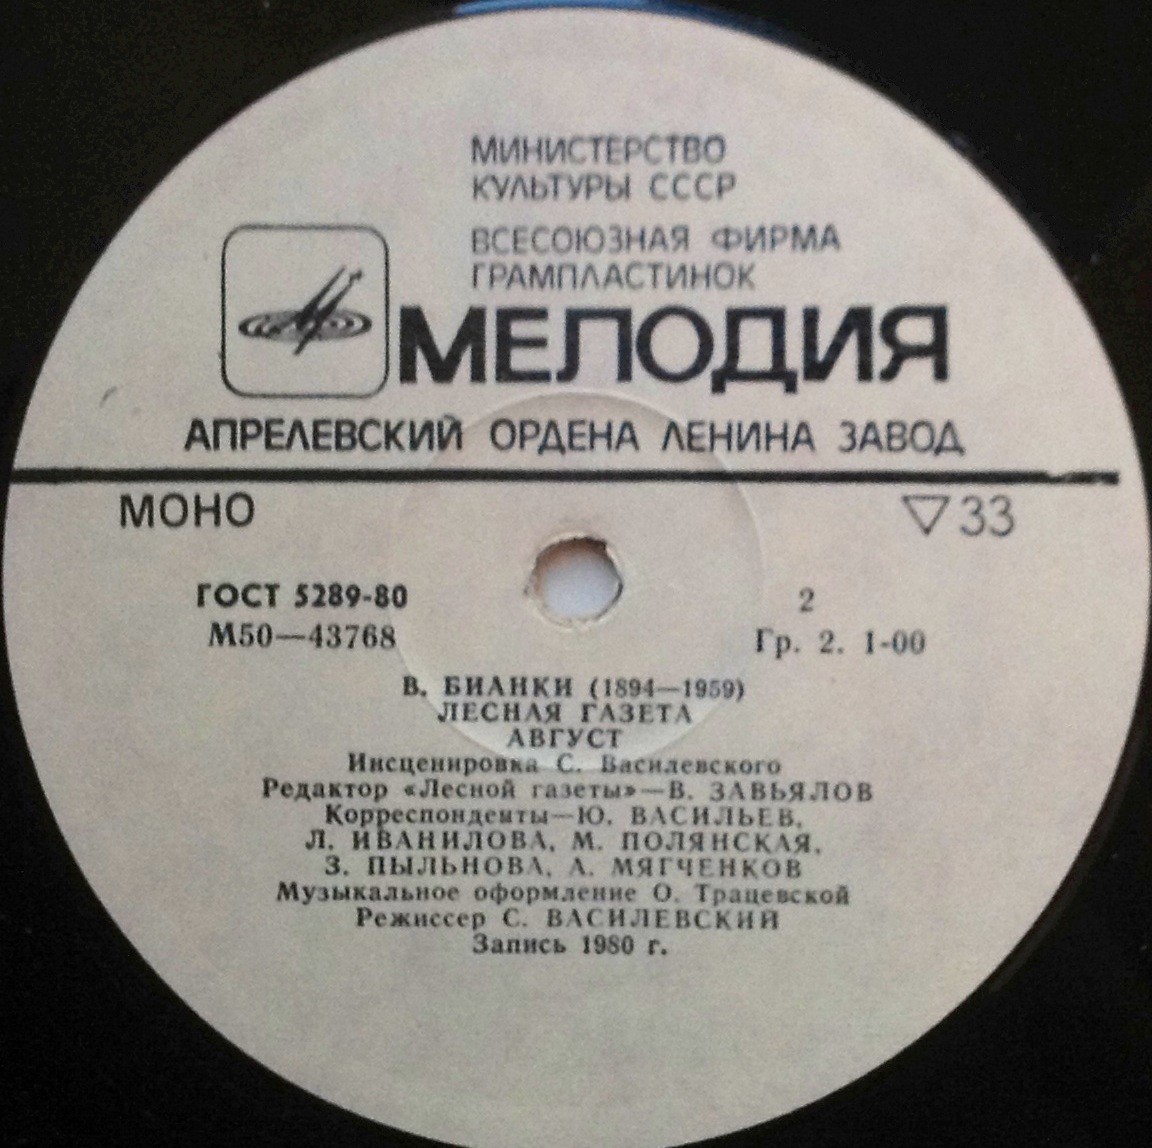 МИНИСТЕРСТВО
КУЛЬТУРЫ СССР
ВСЕСОЮЗНАЯ ФИРМА
ГРАМПЛАСТИНОК
МЕЛОДИЯ
АПРЕЛЕВСКИЙ ОРДЕНА ЛЕНИНА ЗАВОД
МОНО ▽33
ГОСТ 5289-80 2
М50—43768 Гр. 2. 1-00
В. БИАНКИ (1894—1959)
ЛЕСНАЯ ГАЗЕТА
АВГУСТ
Инсценировка С. Василевского
Редактор «Лесной газеты»—В. ЗАВЬЯЛОВ
Корреспонденты—Ю. ВАСИЛЬЕВ,
Л. ИВАНИЛОВА, М. ПОЛЯНСКАЯ,
З. ПЫЛЬНОВА, А. МЯГЧЕНКОВ
Музыкальное оформление О. Трацевской
Режиссер С. ВАСИЛЕВСКИЙ
Запись 1980 г.